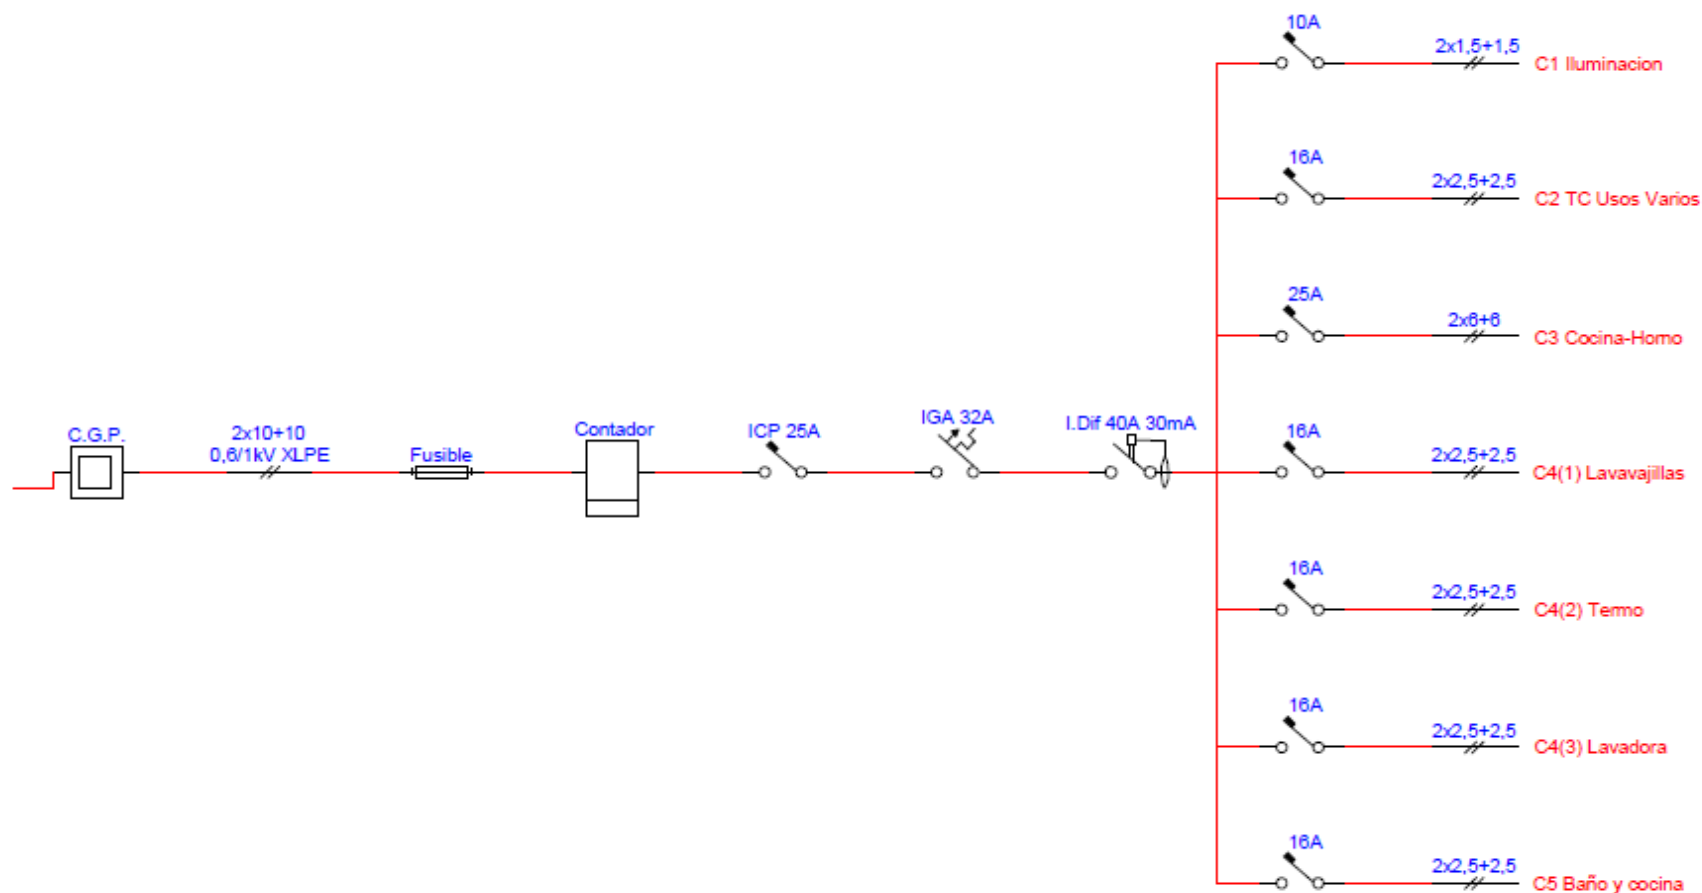 10A
2x1,5+1,5
C1 Iluminacion
16A
2x2,5+2,5
C2 TC Usos Varios
25A
2x6+6
C3 Cocina-Horno
C.G.P.
2x10+10
0,6/1kV XLPE
Fusible
Contador
ICP 25A
IGA 32A
I.Dif 40A 30mA
16A
2x2,5+2,5
C4(1) Lavavajillas
16A
2x2,5+2,5
C4(2) Termo
16A
2x2,5+2,5
C4(3) Lavadora
16A
2x2,5+2,5
C5 Baño y cocina